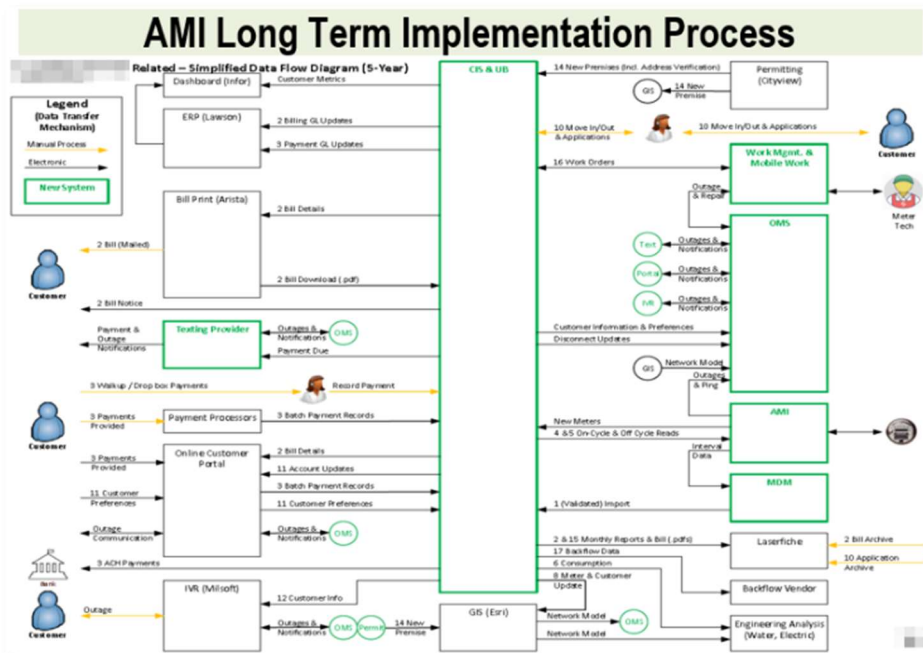 AMI Long Term Implementation Process
Related – Simplified Data Flow Diagram (5-Year)
Legend
(Data Transfer
Mechanism)
Manual Process
Electronic
New System
Dashboard (Infor)
Customer Metrics
ERP (Lawson)
2 Billing GL Updates
3 Payment GL Updates
Bill Print (Arista)
2 Bill Details
2 Bill (Mailed)
Customer
2 Bill Download (.pdf)
2 Bill Notice
Payment &
Outage
Notifications
Texting Provider
Outages &
Notifications
OMS
Payment Due
3 Walkup / Drop box Payments
Record Payment
Customer
3 Payments
Provided
Payment Processors
3 Batch Payment Records
Online Customer
Portal
3 Payments
Provided
11 Customer
Preferences
Outage
Communication
2 Bill Details
11 Account Updates
3 Batch Payment Records
11 Customer Preferences
Outages &
Notifications
OMS
Bank
3 ACH Payments
Customer
Outage
IVR (Milsoft)
12 Customer Info
Outages &
Notifications
OMS
Permit
14 New
Premise
CIS & UB
GIS (Esri)
14 New Premises (Incl. Address Verification)
Permitting
(Cityview)
GIS
14 New
Premise
10 Move In/Out
& Applications
10 Move In/Out & Applications
Customer
16 Work Orders
Work Mgmt. &
Mobile Work
Meter
Tech
Outage
& Repair
OMS
Text
Outages &
Notifications
Portal
Outages &
Notifications
IVR
Outages &
Notifications
Customer Information & Preferences
Disconnect Updates
GIS
Network Model
Outages
& Ping
AMI
New Meters
4 & 5 On-Cycle & Off Cycle Reads
Interval
Data
MDM
1 (Validated) Import
2 & 15 Monthly Reports & Bill (.pdfs)
Laserfiche
2 Bill Archive
10 Application
Archive
17 Backflow Data
Backflow Vendor
6 Consumption
8 Meter & Customer
Update
Network Model
OMS
Network Model
Engineering Analysis
(Water, Electric)